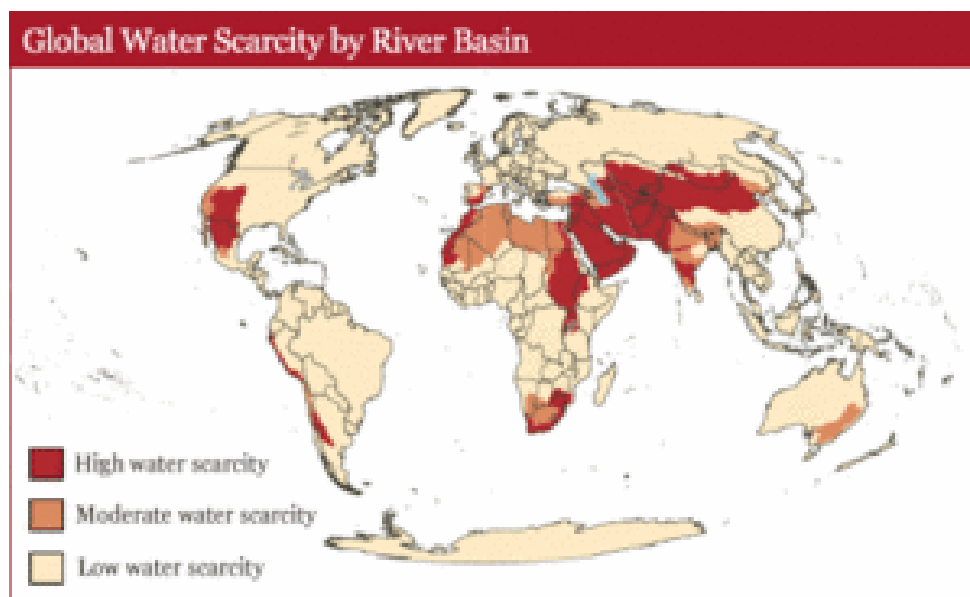 Global Water Scarcity by River Basin
High water scarcity
Moderate water scarcity
Low water scarcity